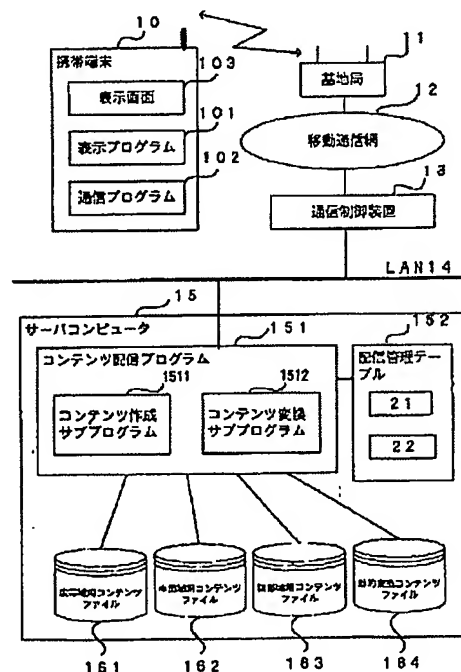 10
携帯端末
103
表示画面
101
表示プログラム
102
通信プログラム
11
基地局
12
移動通信網
13
通信制御装置
LAN14
15
サーバコンピュータ
151
コンテンツ配信プログラム
1511
コンテンツ作成
サブプログラム
1512
コンテンツ変換
サブプログラム
152
配信管理テー
ブル
21
22
広帯域用コンテンツ
ファイル
コンテンツ
ファイル
コンテンツ
ファイル
コンテンツ
ファイル
161
162
163
164